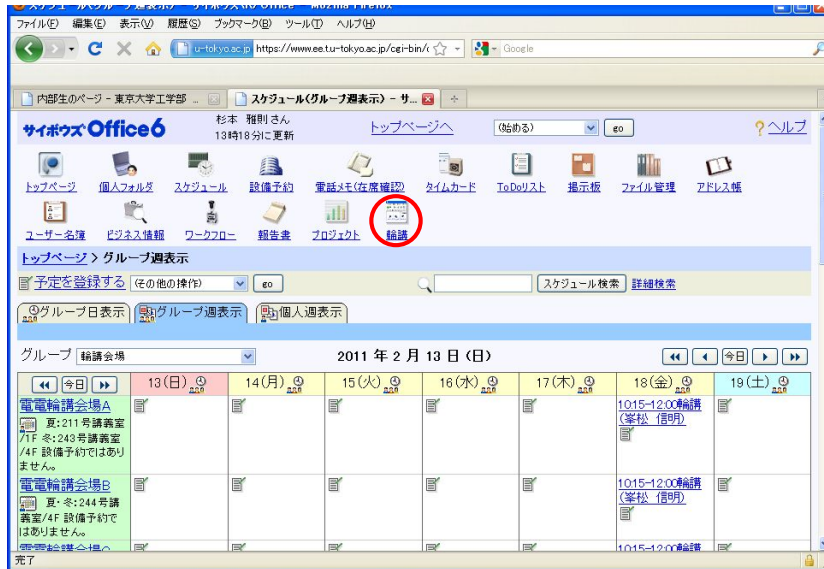 スケジュール(グループ週表示) - サイボウズ(R) Office - Mozilla Firefox
ファイル(F) 編集(E) 表示(V) 履歴(S) ブックマーク(B) ツール(T) ヘルプ(H)
u-tokyo.ac.jp https://www.ee.t.u-tokyo.ac.jp/cgi-bin/c Google
内部生のページ - 東京大学工学部 ... スケジュール(グループ週表示) - サ...
サイボウズ Office6 杉本 雅則さん トップページへ (始める) go ?ヘルプ
13時18分に更新
トップページ 個人フォルダ スケジュール 設備予約 電話メモ(在席確認) タイムカード ToDoリスト 掲示板 ファイル管理 アドレス帳
ユーザー名簿 ビジネス情報 ワークフロー 報告書 プロジェクト 輪講
トップページ > グループ週表示
予定を登録する (その他の操作) go スケジュール検索 詳細検索
グループ日表示 グループ週表示 個人週表示
グループ 輪講会場 2011 年 2 月 13 日 (日) 今日
今日 13(日) 14(月) 15(火) 16(水) 17(木) 18(金) 19(土)
電電輪講会場A
夏:211号講義室
/1F 冬:243号講義室
/4F 設備予約ではあり
ません。
10:15-12:00輪講
(峯松 信明)
電電輪講会場B
夏・冬:244号講
義室/4F 設備予約で
はありません。
10:15-12:00輪講
(峯松 信明)
電電輪講会場C
10:15-12:00輪講
完了